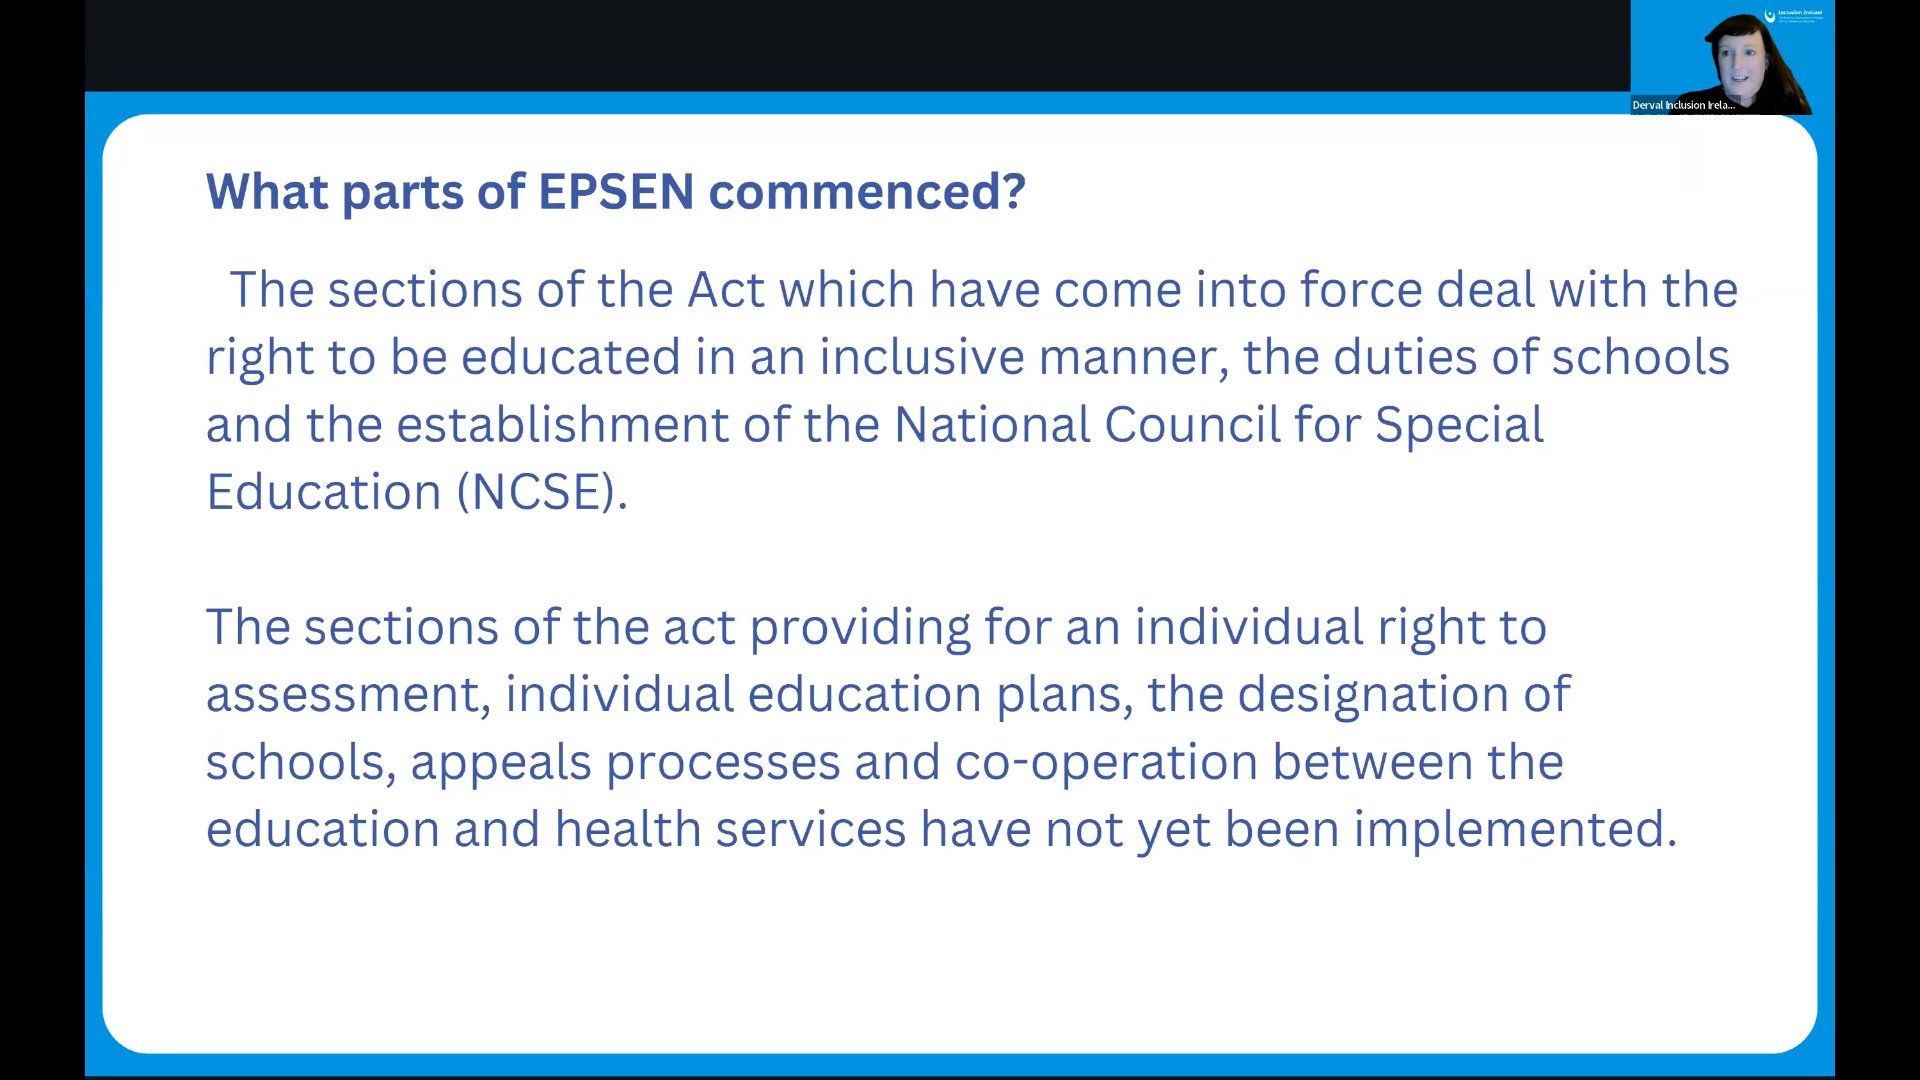 Inclusion Ireland
Derval Inclusion Irela...
What parts of EPSEN commenced?
The sections of the Act which have come into force deal with the
right to be educated in an inclusive manner, the duties of schools
and the establishment of the National Council for Special
Education (NCSE).
The sections of the act providing for an individual right to
assessment, individual education plans, the designation of
schools, appeals processes and co-operation between the
education and health services have not yet been implemented.